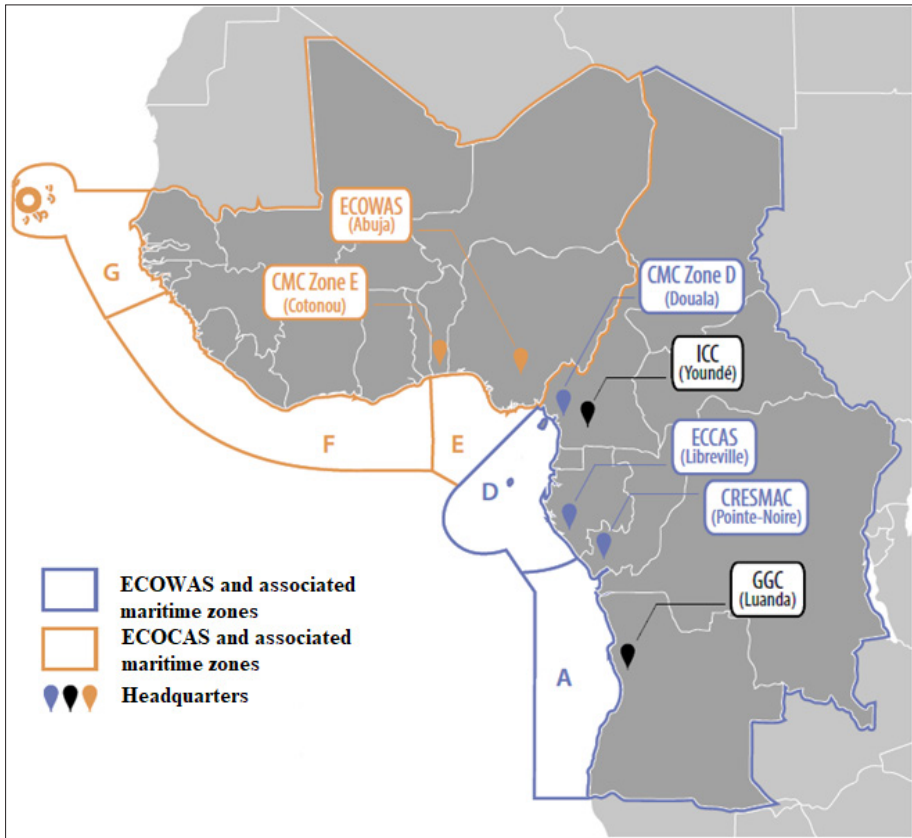 ECOWAS
(Abuja)
CMC Zone E
(Cotonou)
CMC Zone D
(Douala)
ICC
(Youndé)
ECCAS
(Libreville)
CRESMAC
(Pointe-Noire)
GGC
(Luanda)
G
F
E
D
A
ECOWAS and associated
maritime zones
ECOCAS and associated
maritime zones
Headquarters